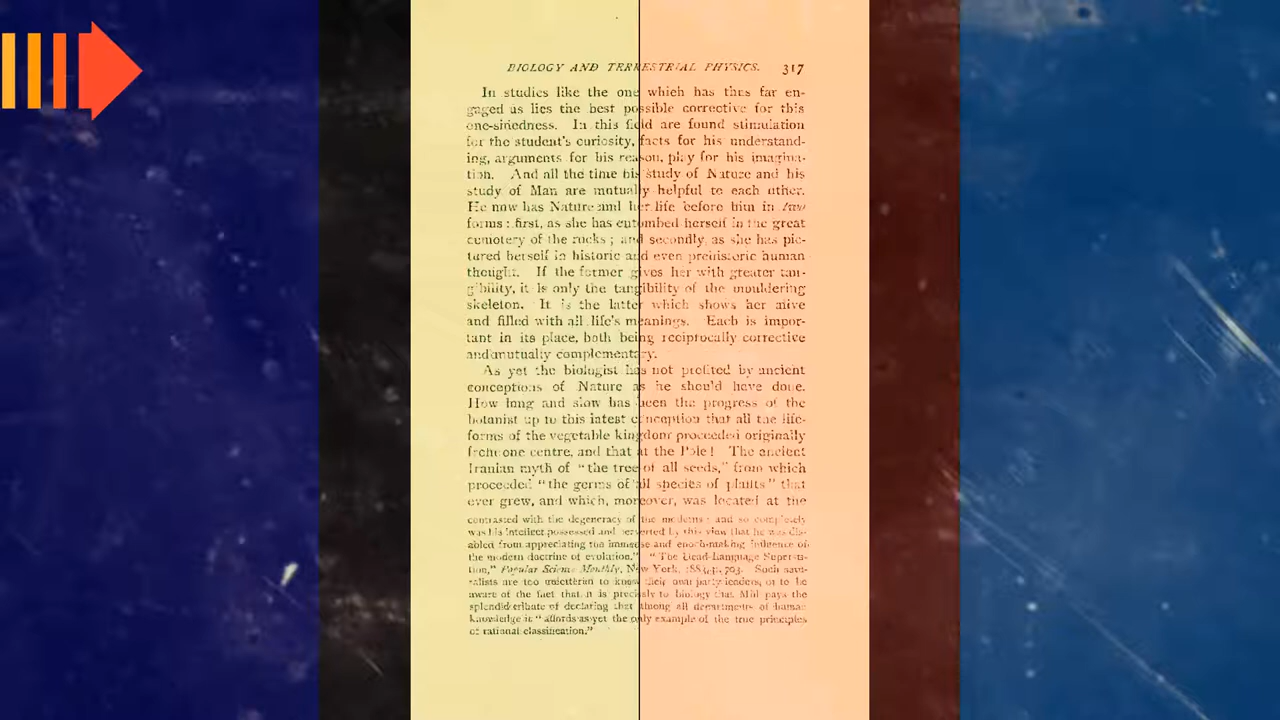 BIOLOGY AND TERRESTRIAL PHYSICS. 317
In studies like the one which has thus far en-
gaged us lies the best possible corrective for this
one-sidedness. In this field are found stimulation
for the student's curiosity, facts for his understand-
ing, arguments for his reason, play for his imagina-
tion. And all the time his study of Nature and his
study of Man are mutually helpful to each other.
He now has Nature and her life before him in two
forms: first, as she has entombed herself in the great
cemetery of the rocks; and secondly, as she has pic-
tured herself in historic and even prehistoric human
thought. If the former gives her with greater tan-
gibility, it is only the tangibility of the mouldering
skeleton. It is the latter which shows her alive
and filled with all life's meanings. Each is impor-
tant in its place, both being reciprocally corrective
and mutually complementary.
As yet the biologist has not profited by ancient
conceptions of Nature as he should have done.
How long and slow has been the progress of the
botanist up to this latest conception that all the life-
forms of the vegetable kingdom proceeded originally
from one centre, and that at the Pole! The ancient
Iranian myth of "the tree of all seeds," from which
proceeded "the germs of all species of plants" that
ever grew, and which, moreover, was located at the
contrasted with the degeneracy of the moderns; and so completely
was his intellect possessed and perverted by this view that he was dis-
abled from appreciating the immense and epoch-making influence of
the modern doctrine of evolution." "The Dead-Language Supersti-
tion," Popular Science Monthly, New York, 1883, p. 703. Such natu-
ralists are too unlettered to know their own party-leaders, or to be
aware of the fact that it is precisely to biology that Mill pays the
splendid tribute of declaring that among all departments of human
knowledge it "affords as yet the only example of the true principles
of rational classification."